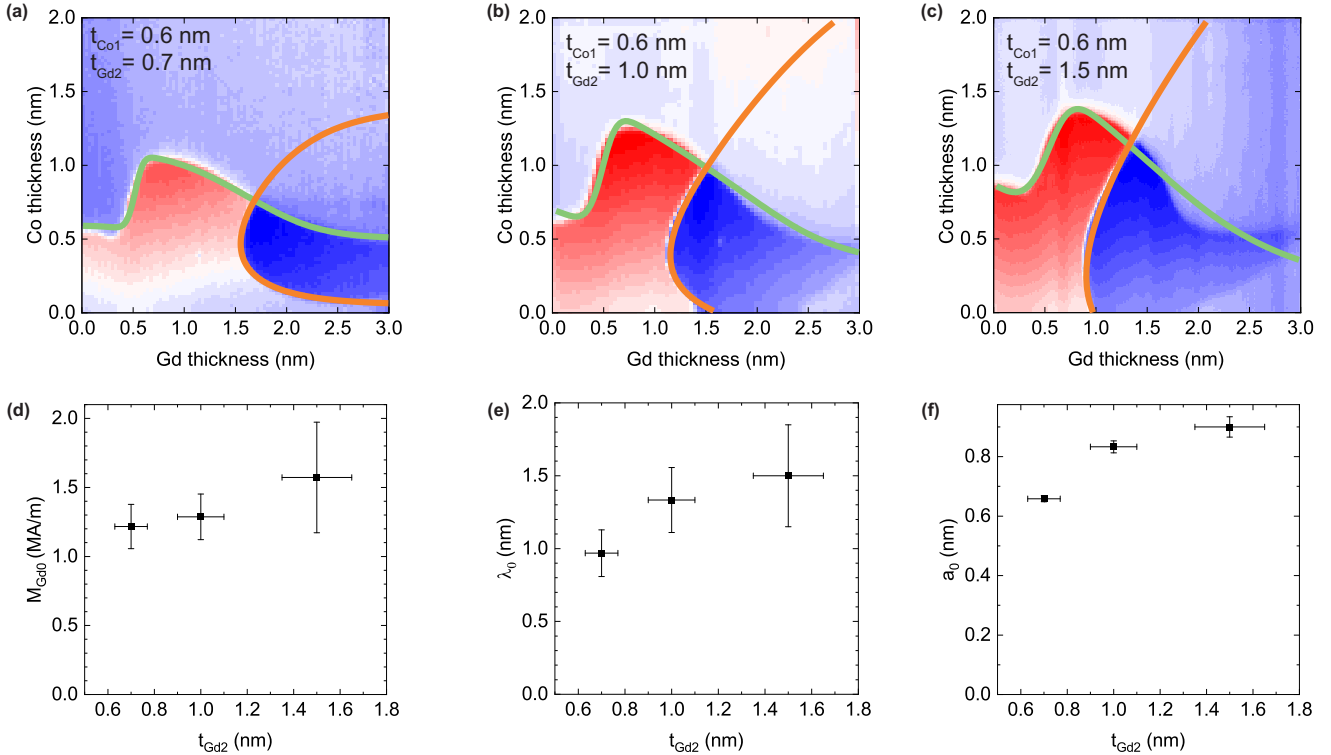 (a)
t_Co1 = 0.6 nm
t_Gd2 = 0.7 nm
Co thickness (nm)
2.0
1.5
1.0
0.5
0.0
0.0 0.5 1.0 1.5 2.0 2.5 3.0
Gd thickness (nm)
(b)
t_Co1 = 0.6 nm
t_Gd2 = 1.0 nm
Co thickness (nm)
2.0
1.5
1.0
0.5
0.0
0.0 0.5 1.0 1.5 2.0 2.5 3.0
Gd thickness (nm)
(c)
t_Co1 = 0.6 nm
t_Gd2 = 1.5 nm
Co thickness (nm)
2.0
1.5
1.0
0.5
0.0
0.0 0.5 1.0 1.5 2.0 2.5 3.0
Gd thickness (nm)
(d)
M_Gd0 (MA/m)
2.0
1.5
1.0
0.5
0.0
0.6 0.8 1.0 1.2 1.4 1.6 1.8
t_Gd2 (nm)
(e)
λ_0 (nm)
2.0
1.5
1.0
0.5
0.0
0.6 0.8 1.0 1.2 1.4 1.6 1.8
t_Gd2 (nm)
(f)
a_0 (nm)
0.8
0.6
0.4
0.2
0.0
0.6 0.8 1.0 1.2 1.4 1.6 1.8
t_Gd2 (nm)